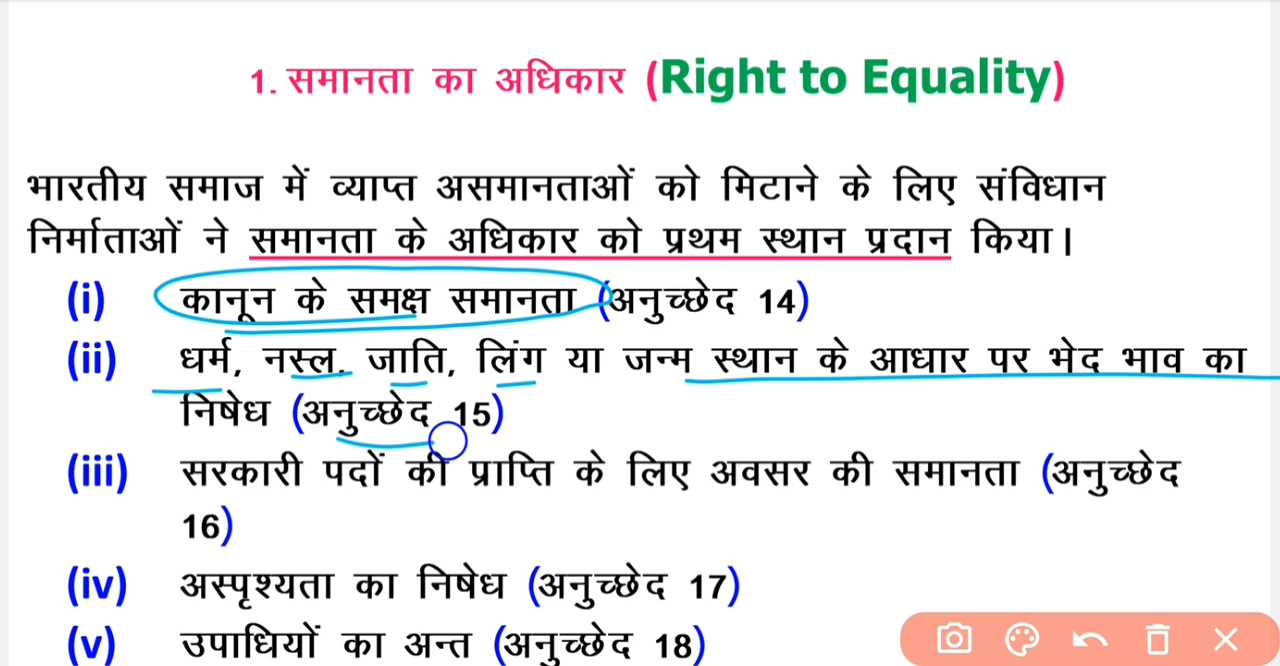 1. समानता का अधिकार (Right to Equality)
भारतीय समाज में व्याप्त असमानताओं को मिटाने के लिए संविधान
निर्माताओं ने समानता के अधिकार को प्रथम स्थान प्रदान किया।
(i) कानून के समक्ष समानता (अनुच्छेद 14)
(ii) धर्म, नस्ल, जाति, लिंग या जन्म स्थान के आधार पर भेद भाव का
निषेध (अनुच्छेद 15)
(iii) सरकारी पदों की प्राप्ति के लिए अवसर की समानता (अनुच्छेद
16)
(iv) अस्पृश्यता का निषेध (अनुच्छेद 17)
(v) उपाधियों का अन्त (अनुच्छेद 18)